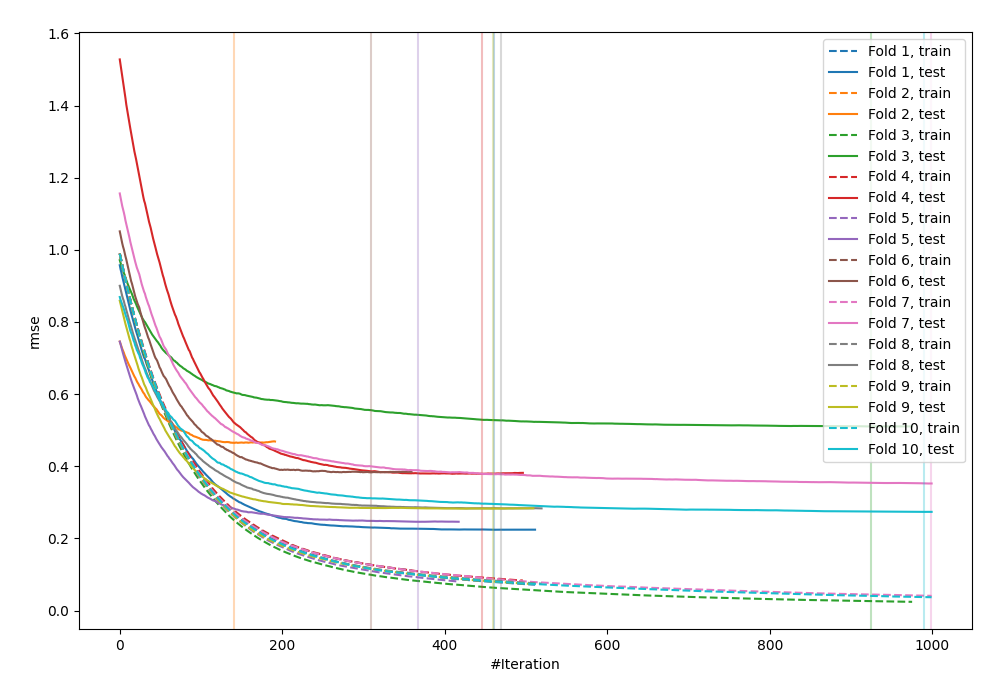 1.6
1.4
1.2
1.0
0.8
0.6
0.4
0.2
0.0
rmse
0
200
400
600
800
1000
#Iteration
Fold 1, train
Fold 1, test
Fold 2, train
Fold 2, test
Fold 3, train
Fold 3, test
Fold 4, train
Fold 4, test
Fold 5, train
Fold 5, test
Fold 6, train
Fold 6, test
Fold 7, train
Fold 7, test
Fold 8, train
Fold 8, test
Fold 9, train
Fold 9, test
Fold 10, train
Fold 10, test